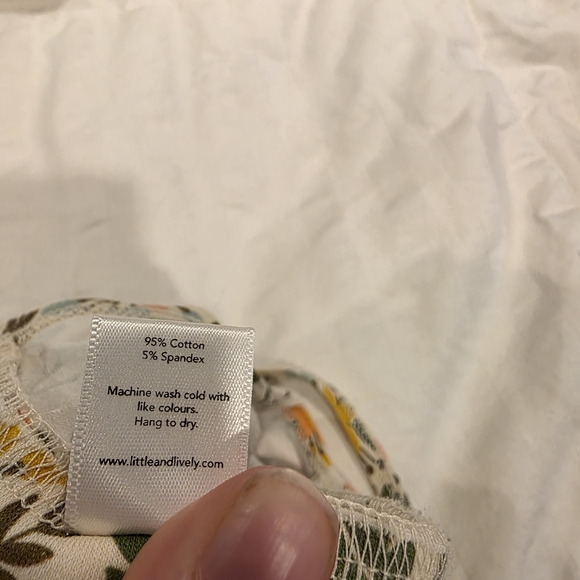 95% Cotton
5% Spandex
Machine wash cold with
like colours.
Hang to dry.
www.littleandlively.com